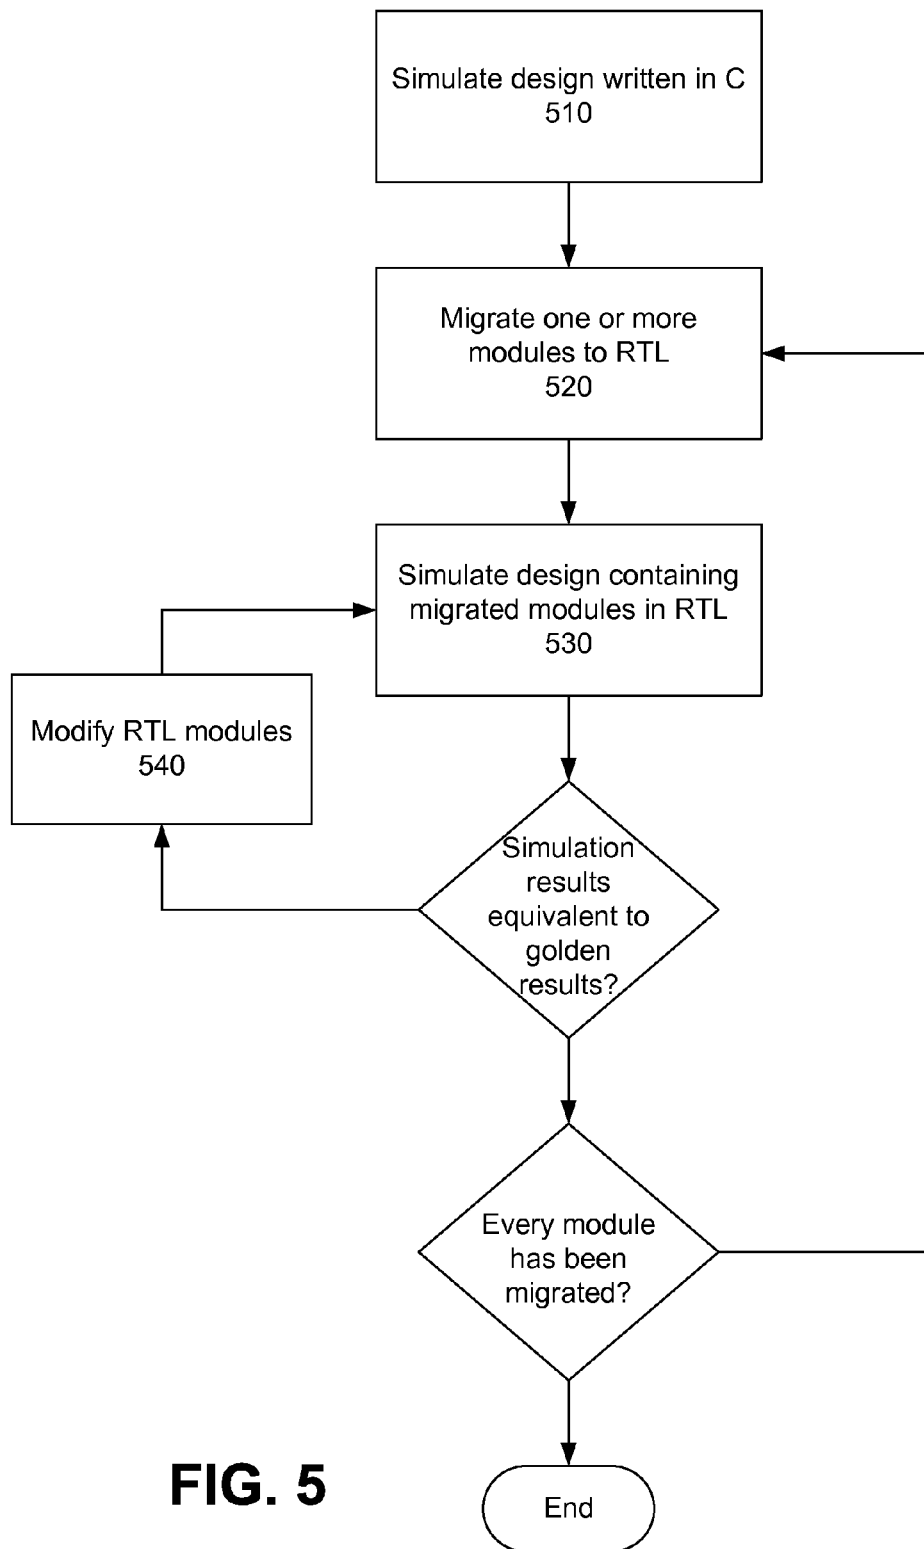 Simulate design written in C
510
Migrate one or more
modules to RTL
520
Simulate design containing
migrated modules in RTL
530
Modify RTL modules
540
Simulation
results
equivalent to
golden
results?
Every module
has been
migrated?
End
FIG. 5